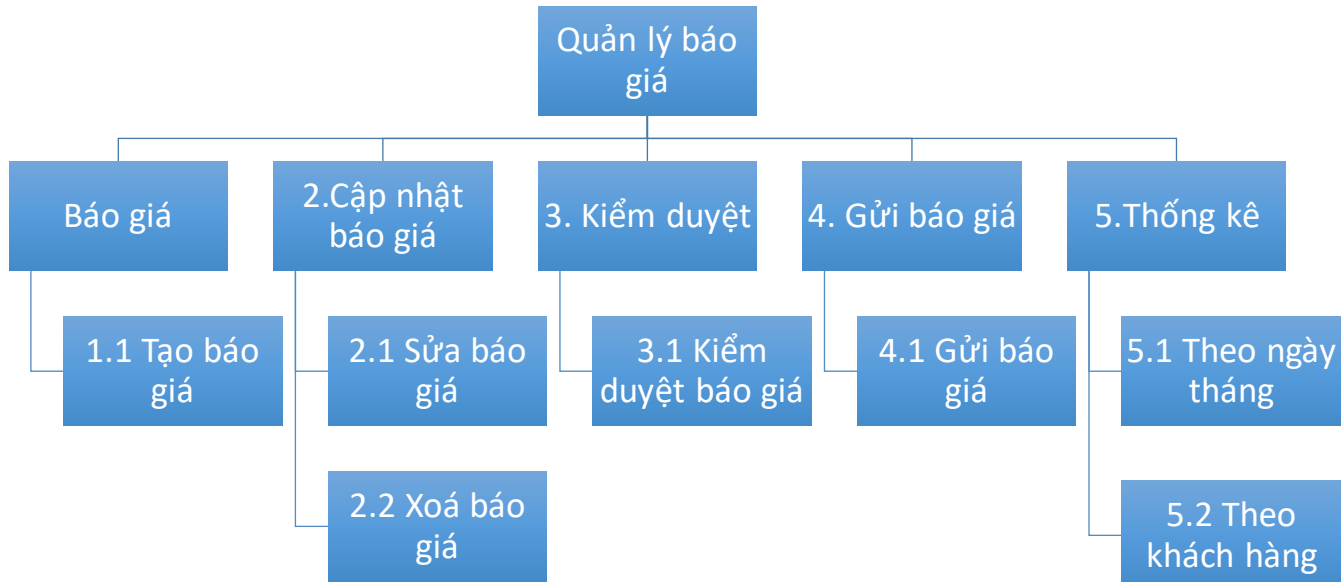 Quản lý báo
giá
Báo giá
2.Cập nhật
báo giá
3. Kiểm duyệt
4. Gửi báo giá
5.Thống kê
1.1 Tạo báo
giá
2.1 Sửa báo
giá
3.1 Kiểm
duyệt báo giá
4.1 Gửi báo
giá
5.1 Theo ngày
tháng
2.2 Xoá báo
giá
5.2 Theo
khách hàng